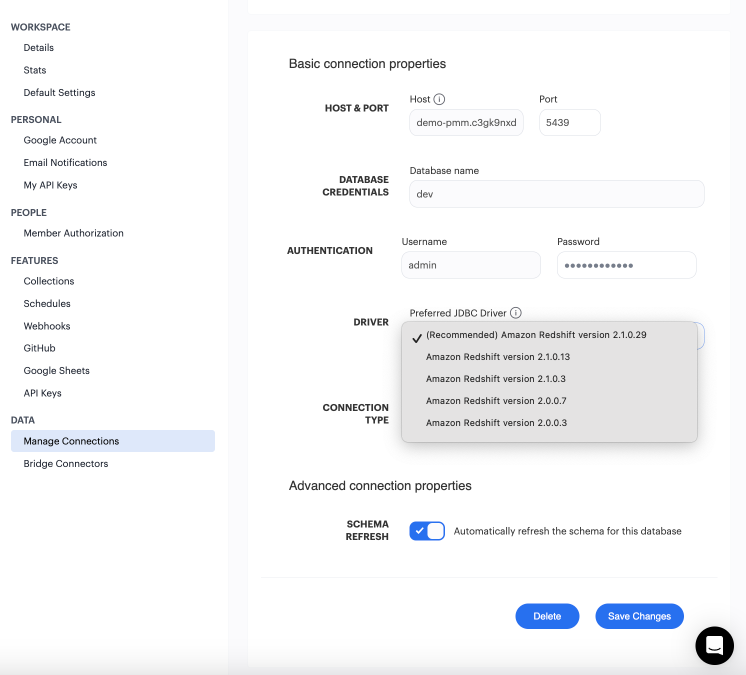 WORKSPACE
Details
Stats
Default Settings
PERSONAL
Google Account
Email Notifications
My API Keys
PEOPLE
Member Authorization
FEATURES
Collections
Schedules
Webhooks
GitHub
Google Sheets
API Keys
DATA
Manage Connections
Bridge Connectors
Basic connection properties
HOST & PORT
Host
Port
demo-pmm.c3gk9nxd
5439
DATABASE
CREDENTIALS
Database name
dev
AUTHENTICATION
Username
Password
admin
••••••••••••
DRIVER
Preferred JDBC Driver
(Recommended) Amazon Redshift version 2.1.0.29
Amazon Redshift version 2.1.0.13
Amazon Redshift version 2.1.0.3
Amazon Redshift version 2.0.0.7
Amazon Redshift version 2.0.0.3
CONNECTION
TYPE
Advanced connection properties
SCHEMA
REFRESH
Automatically refresh the schema for this database
Delete
Save Changes